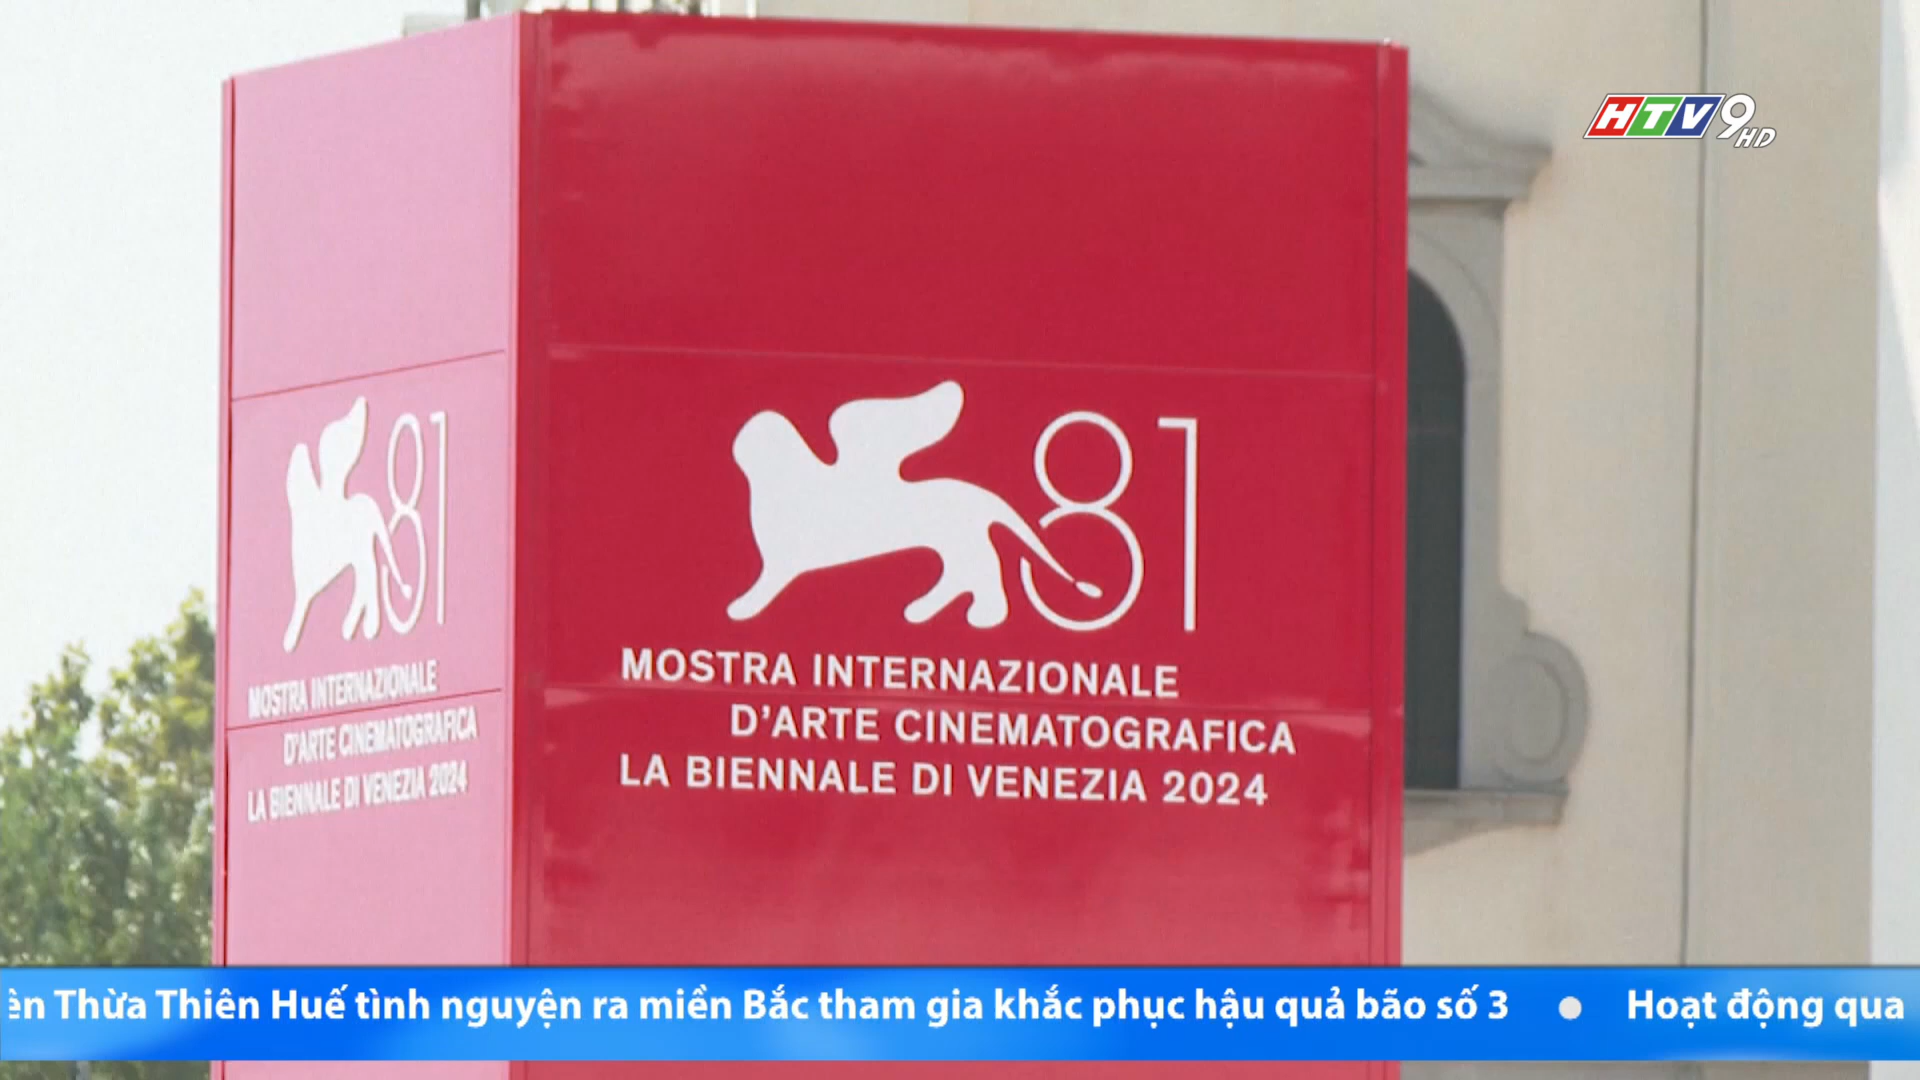 HTV9 HD
81
MOSTRA INTERNAZIONALE
D'ARTE CINEMATOGRAFICA
LA BIENNALE DI VENEZIA 2024
81
MOSTRA INTERNAZIONALE
D'ARTE CINEMATOGRAFICA
LA BIENNALE DI VENEZIA 2024
Thừa Thiên Huế tình nguyện ra miền Bắc tham gia khắc phục hậu quả bão số 3 ● Hoạt động qua